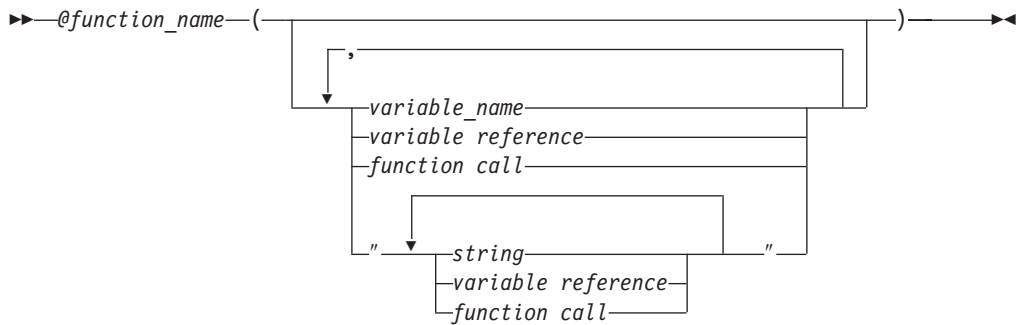 @function_name ( )
,
variable_name
variable reference
function call
" string "
variable reference
function call